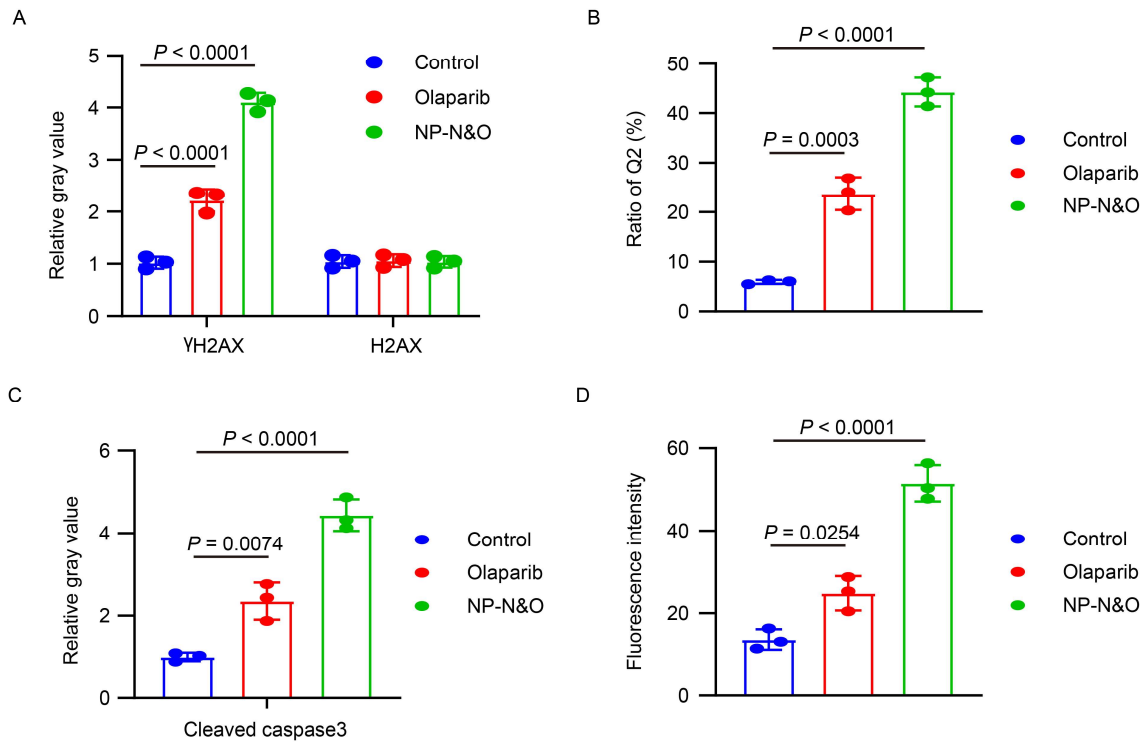 A
Relative gray value
5
4
3
2
1
0
P < 0.0001
P < 0.0001
γH2AX
H2AX
Control
Olaparib
NP-N&O
B
Ratio of Q2 (%)
50
40
30
20
10
0
P < 0.0001
P = 0.0003
Control
Olaparib
NP-N&O
C
Relative gray value
6
4
2
0
P < 0.0001
P = 0.0074
Cleaved caspase3
Control
Olaparib
NP-N&O
D
Fluorescence intensity
60
40
20
0
P < 0.0001
P = 0.0254
Control
Olaparib
NP-N&O